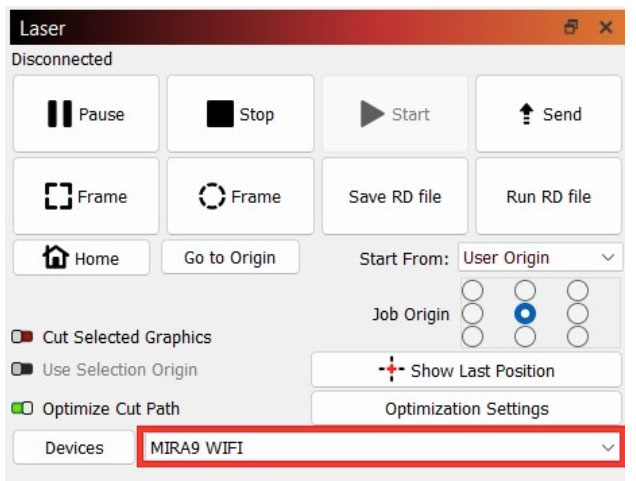 Laser
Disconnected
Pause Stop Start Send
Frame Frame Save RD file Run RD file
Home Go to Origin Start From: User Origin
Job Origin
Cut Selected Graphics
Use Selection Origin Show Last Position
Optimize Cut Path Optimization Settings
Devices MIRA9 WIFI